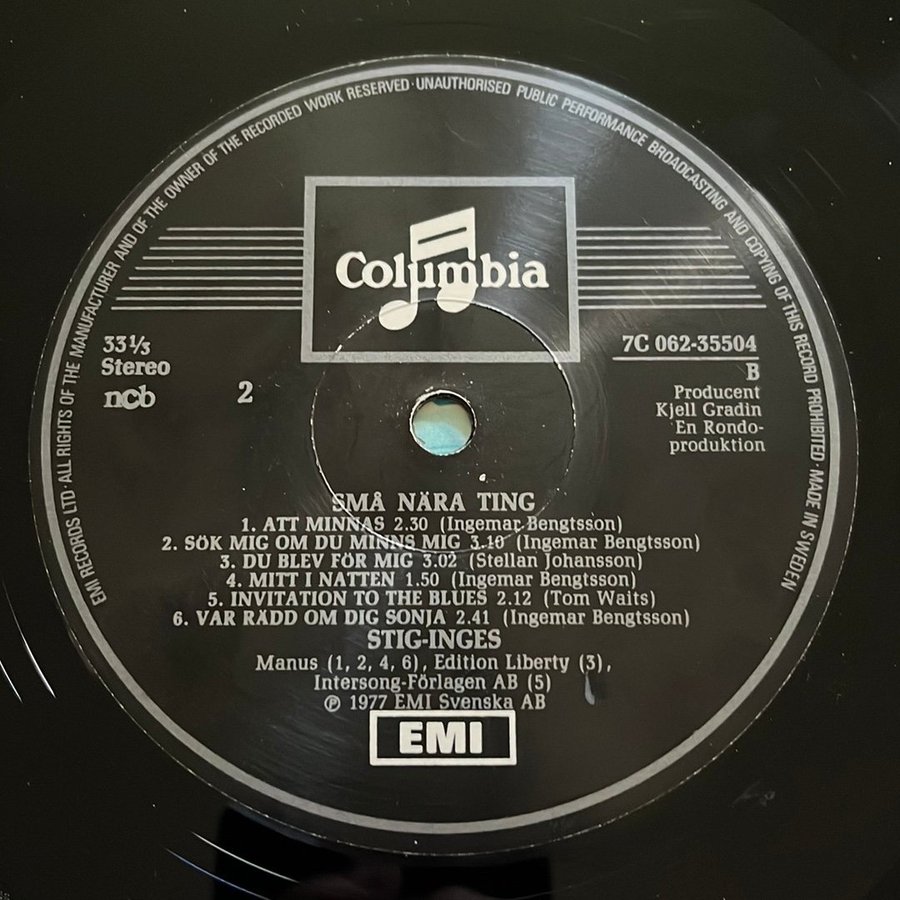 EMI RECORDS LTD · ALL RIGHTS OF THE MANUFACTURER AND OF THE OWNER OF THE RECORDED WORK RESERVED · UNAUTHORISED PUBLIC PERFORMANCE BROADCASTING AND COPYING OF THIS RECORD PROHIBITED · MADE IN SWEDEN
Columbia
33⅓
Stereo
ncb
2
7C 062-35504
B
Producent
Kjell Gradin
En Rondo-
produktion
SMÅ NÄRA TING
1. ATT MINNAS 2.30 (Ingemar Bengtsson)
2. SÖK MIG OM DU MINNS MIG 3.10 (Ingemar Bengtsson)
3. DU BLEV FÖR MIG 3.02 (Stellan Johansson)
4. MITT I NATTEN 1.50 (Ingemar Bengtsson)
5. INVITATION TO THE BLUES 2.12 (Tom Waits)
6. VAR RÄDD OM DIG SONJA 2.41 (Ingemar Bengtsson)
STIG-INGES
Manus (1, 2, 4, 6), Edition Liberty (3),
Intersong-Förlagen AB (5)
℗ 1977 EMI Svenska AB
EMI